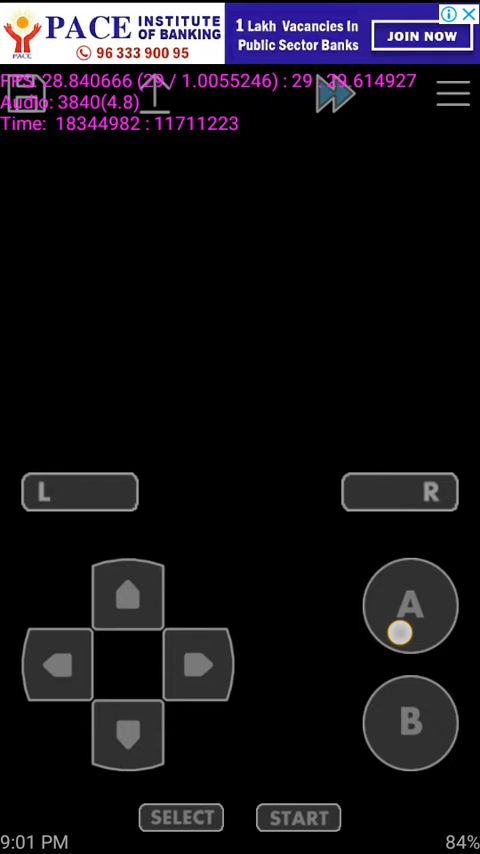 PACE INSTITUTE OF BANKING
PACE
96 333 900 95
1 Lakh Vacancies In
Public Sector Banks
JOIN NOW
FPS: 28.840666 (29 / 1.0055246) : 29 : 29.614927
Audio: 3840(4.8)
Time: 18344982 : 11711223
L
R
A
B
SELECT
START
9:01 PM
84%